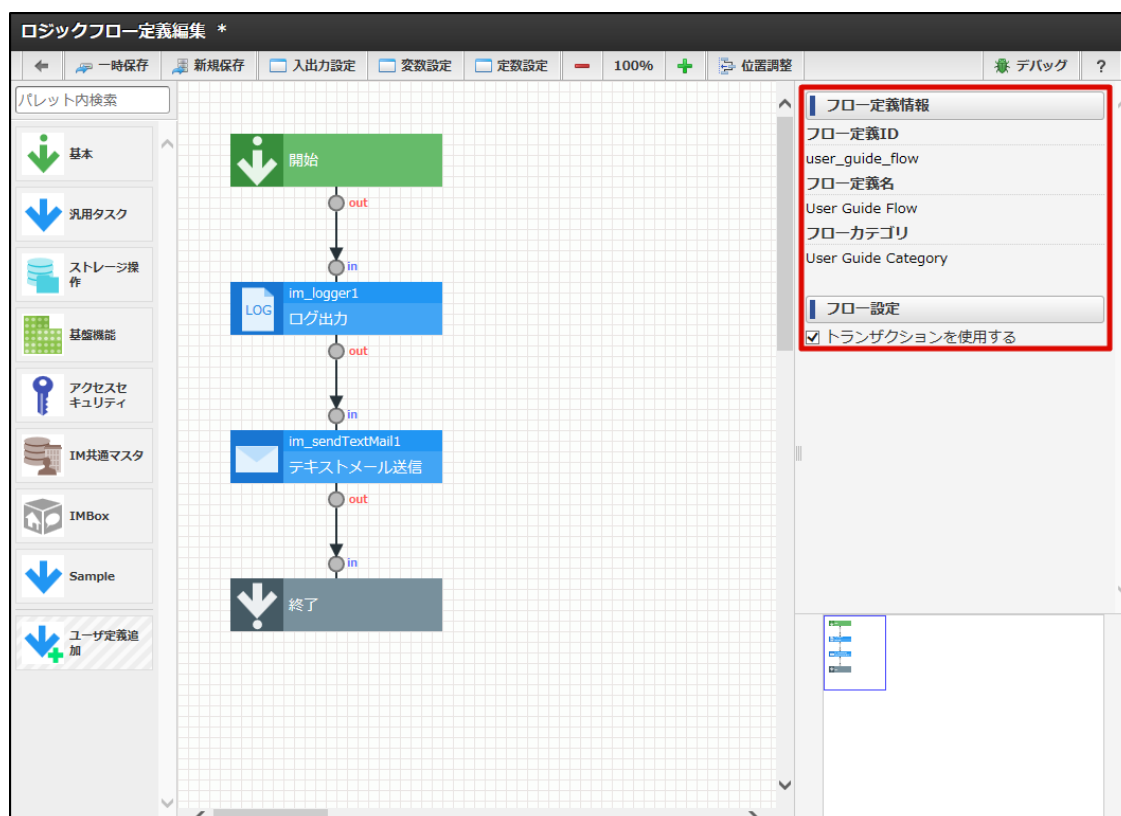 ロジックフロー定義編集 *
一時保存 新規保存 入出力設定 変数設定 定数設定 100% 位置調整 デバッグ ?
パレット内検索
基本
汎用タスク
ストレージ操
作
基盤機能
アクセスセ
キュリティ
IM共通マスタ
IMBox
Sample
ユーザ定義追
加
開始
out
in
im_logger1
LOG
ログ出力
out
in
im_sendTextMail1
テキストメール送信
out
in
終了
フロー定義情報
フロー定義ID
user_guide_flow
フロー定義名
User Guide Flow
フローカテゴリ
User Guide Category
フロー設定
トランザクションを使用する